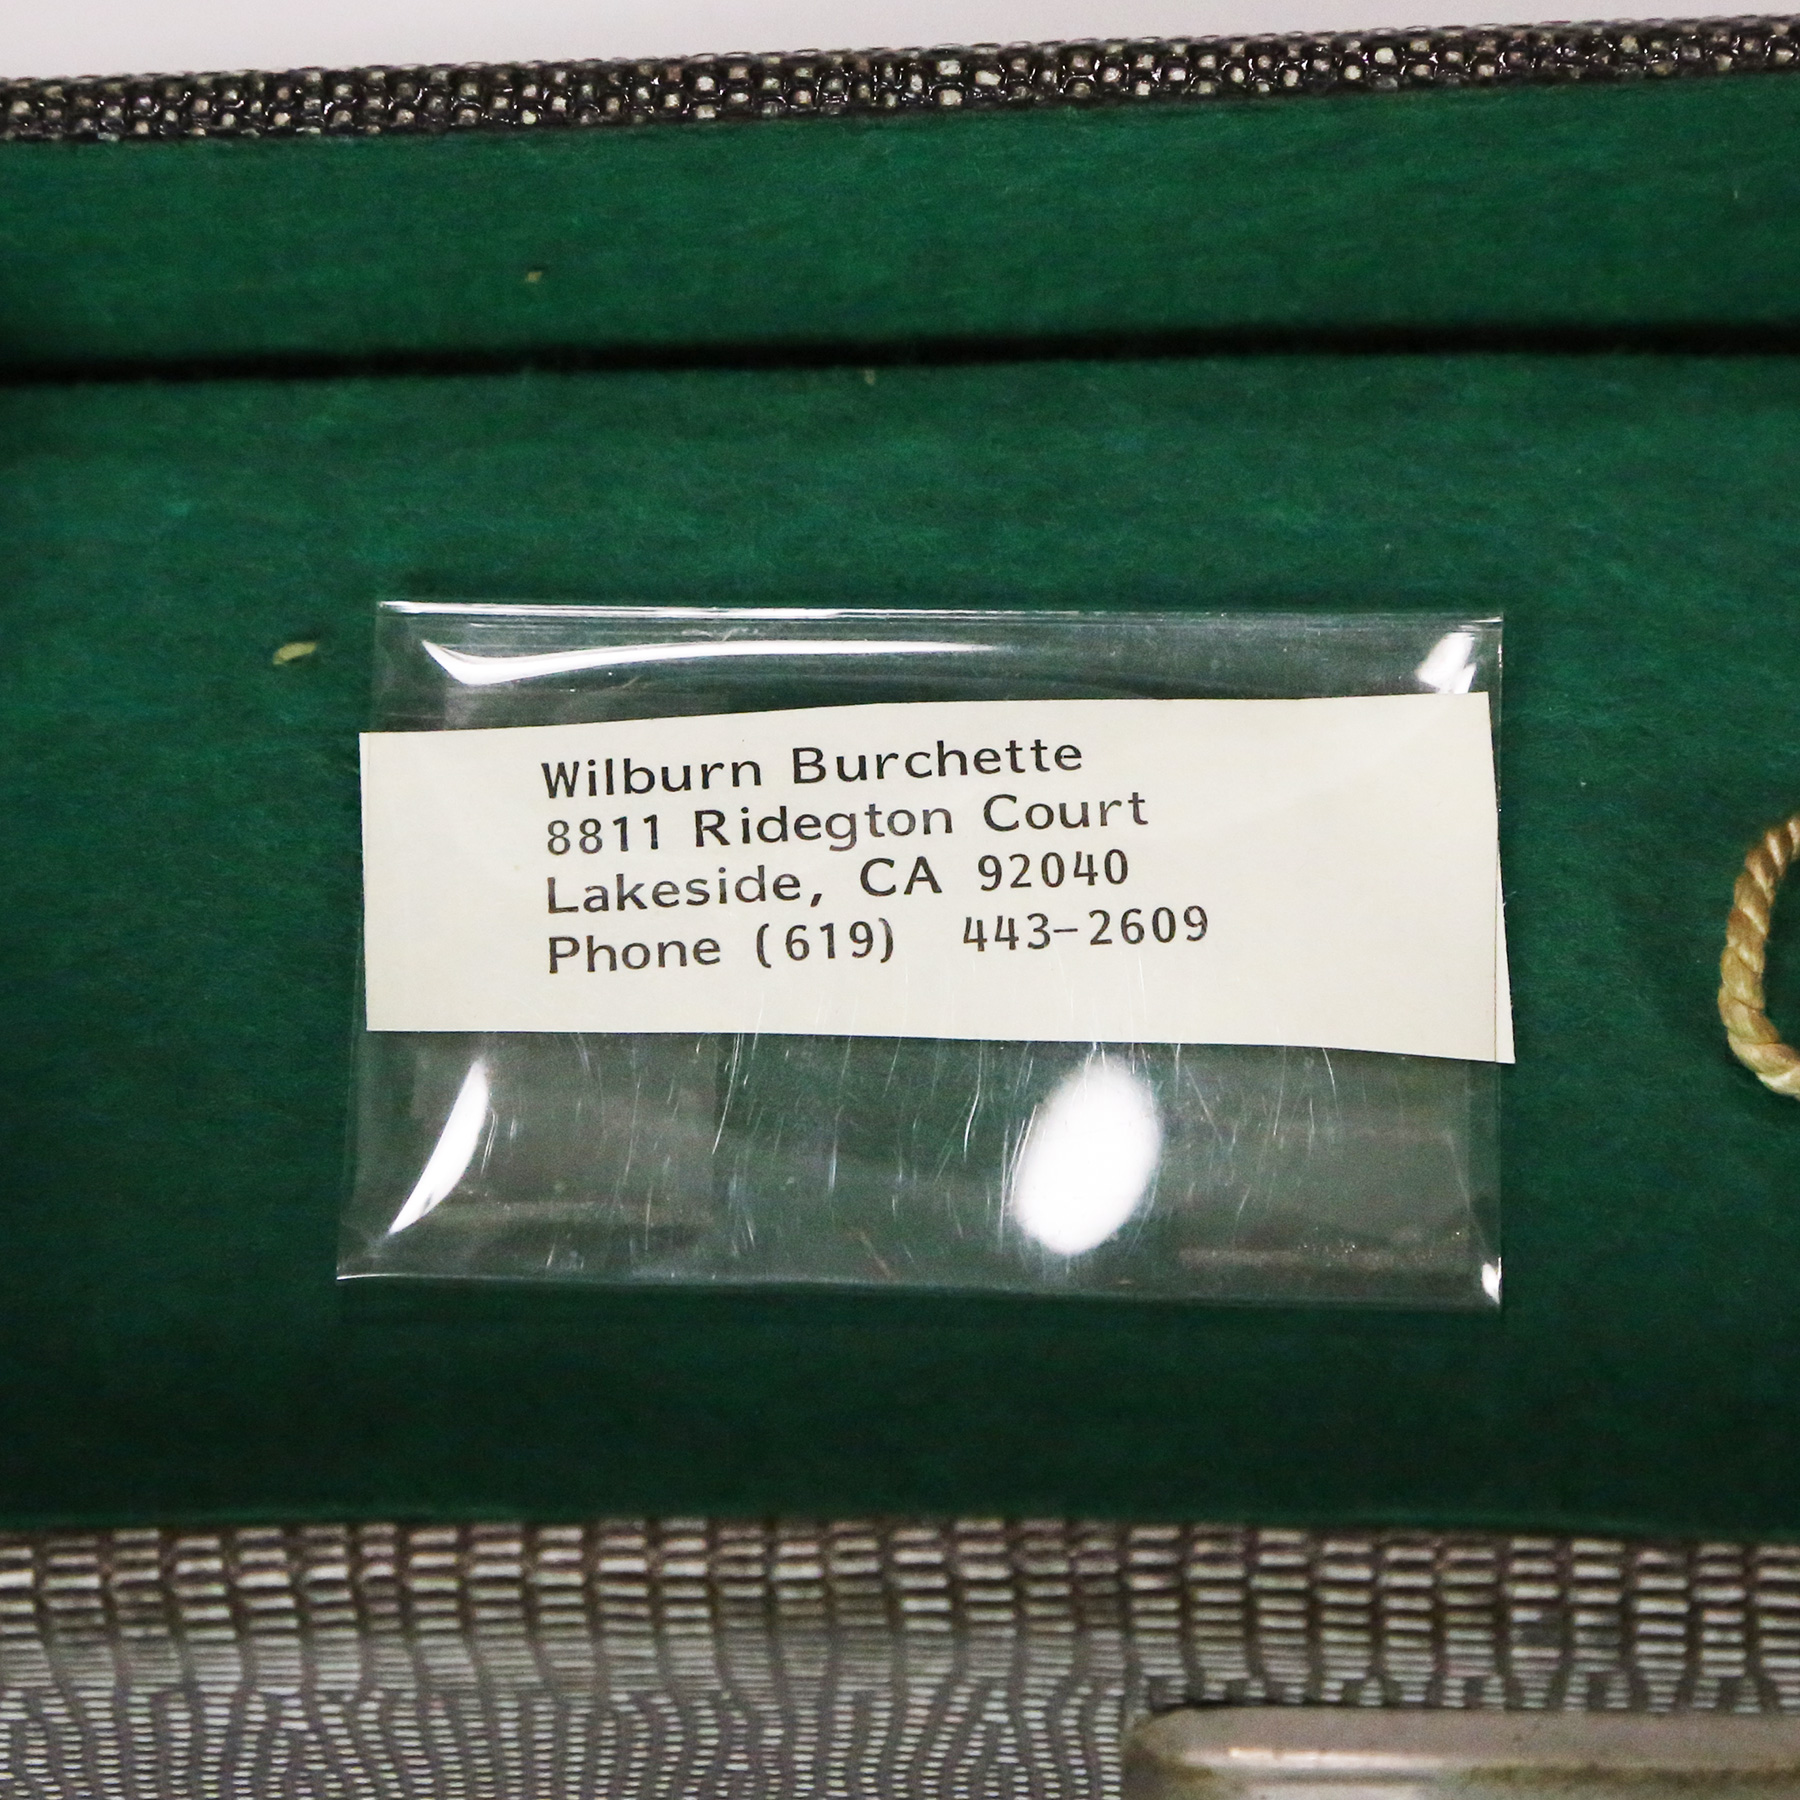 Wilburn Burchette
8811 Ridegton Court
Lakeside, CA 92040
Phone (619) 443-2609